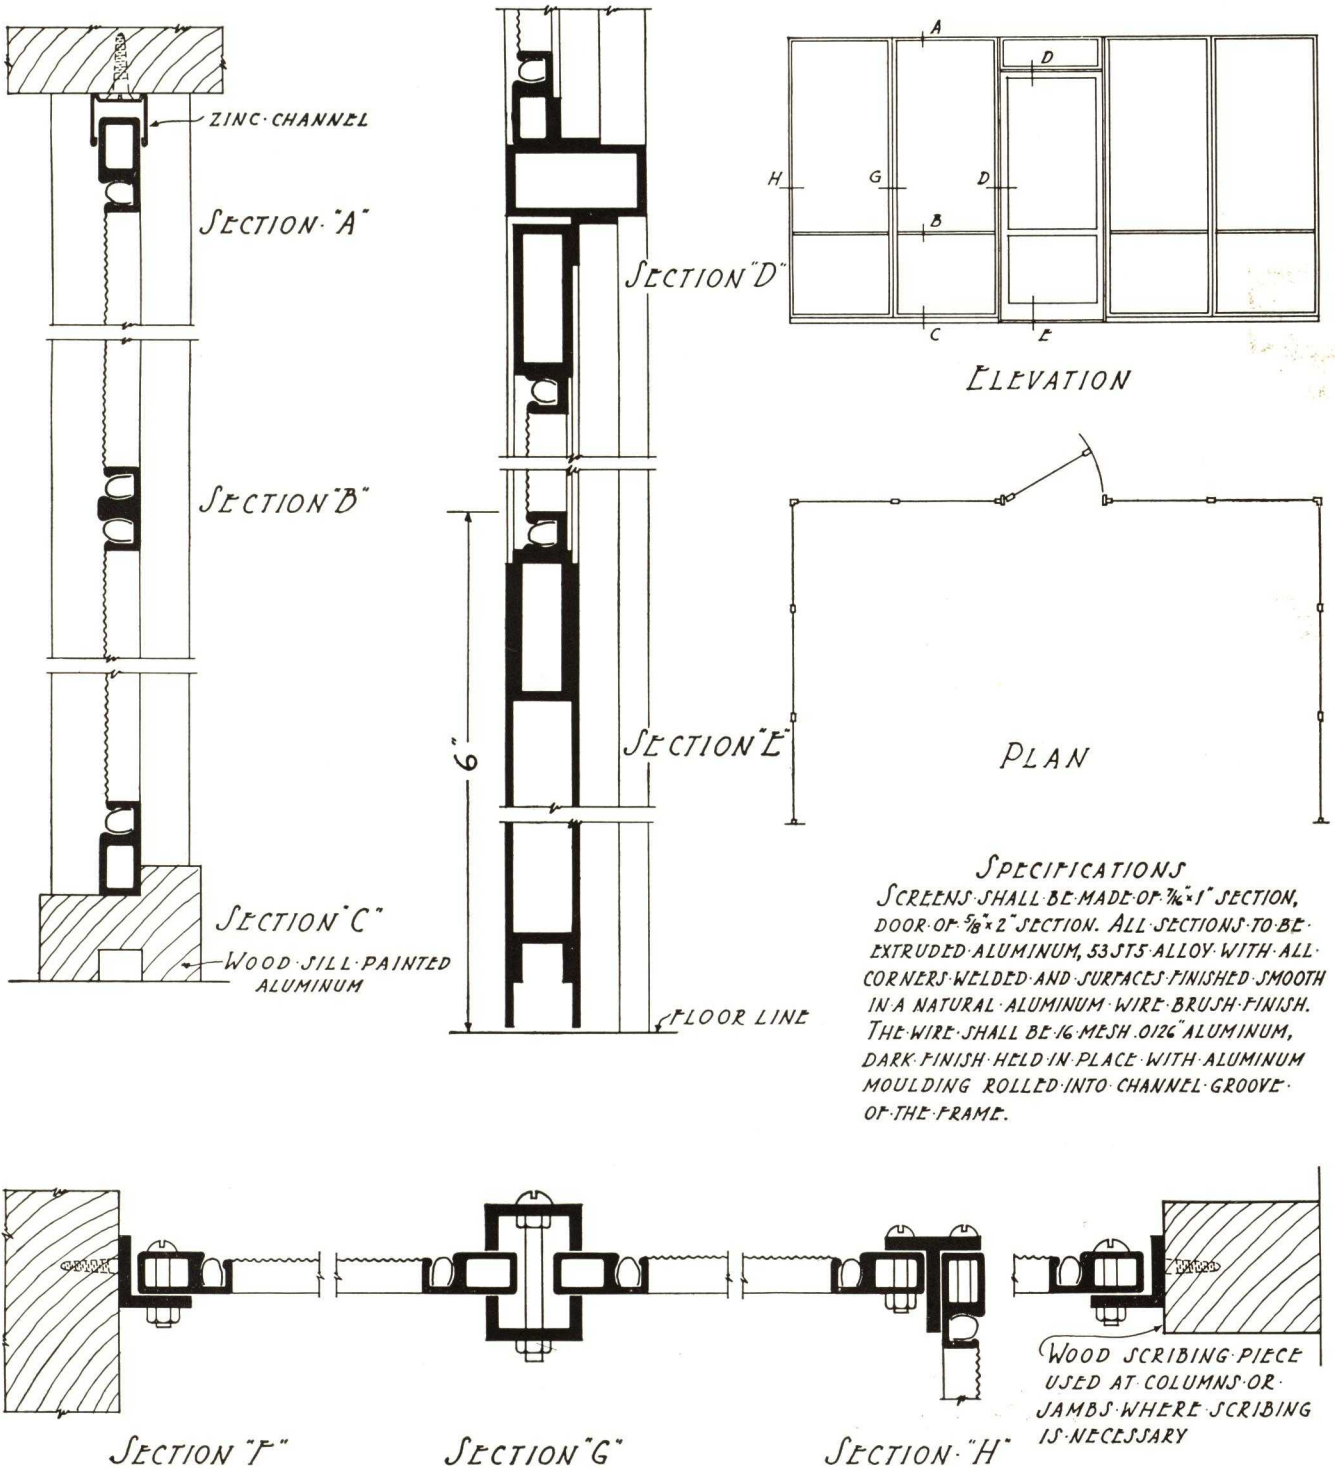 ZINC·CHANNEL
SECTION·"A"
SECTION"B"
SECTION"C"
WOOD·SILL·PAINTED
ALUMINUM
SECTION"D"
6"
SECTION"E"
FLOOR LINE
A
D
H
G
D
B
C
E
ELEVATION
PLAN
SPECIFICATIONS
SCREENS·SHALL·BE·MADE·OF·7/16"x1" SECTION,
DOOR·OF·5/8"x2" SECTION. ALL·SECTIONS·TO·BE·
EXTRUDED·ALUMINUM, 53ST5·ALLOY·WITH·ALL·
CORNERS·WELDED·AND·SURFACES·FINISHED·SMOOTH
IN·A NATURAL·ALUMINUM·WIRE·BRUSH·FINISH.
THE·WIRE·SHALL BE·16·MESH .0126" ALUMINUM,
DARK·FINISH·HELD·IN·PLACE·WITH·ALUMINUM
MOULDING ROLLED·INTO·CHANNEL·GROOVE·
OF·THE·FRAME.
WOOD SCRIBING·PIECE
USED AT·COLUMNS·OR·
JAMBS·WHERE·SCRIBING
IS·NECESSARY
SECTION "F"
SECTION"G"
SECTION·"H"